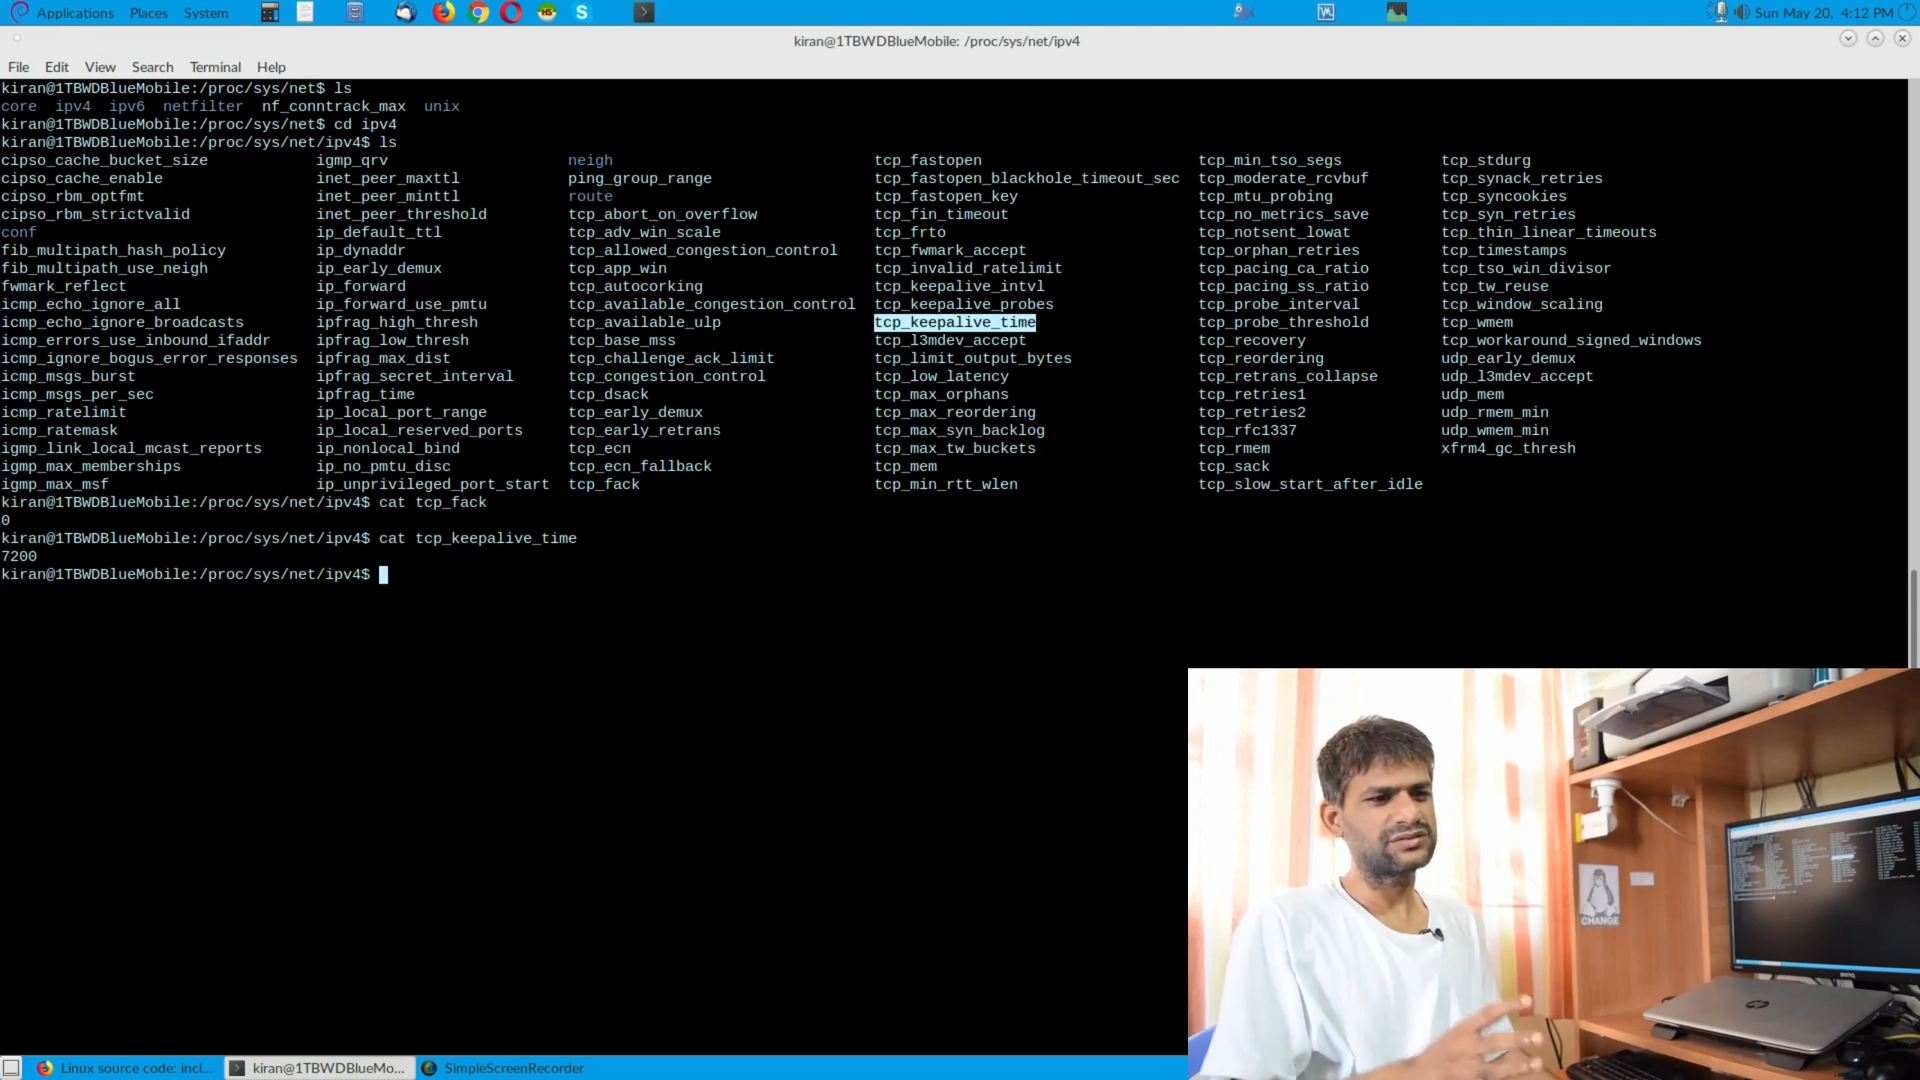 Applications Places System Sun May 20, 4:12 PM
kiran@1TBWDBlueMobile: /proc/sys/net/ipv4
File Edit View Search Terminal Help
kiran@1TBWDBlueMobile:/proc/sys/net$ ls
core ipv4 ipv6 netfilter nf_conntrack_max unix
kiran@1TBWDBlueMobile:/proc/sys/net$ cd ipv4
kiran@1TBWDBlueMobile:/proc/sys/net/ipv4$ ls
cipso_cache_bucket_size igmp_qrv neigh tcp_fastopen tcp_min_tso_segs tcp_stdurg
cipso_cache_enable inet_peer_maxttl ping_group_range tcp_fastopen_blackhole_timeout_sec tcp_moderate_rcvbuf tcp_synack_retries
cipso_rbm_optfmt inet_peer_minttl route tcp_fastopen_key tcp_mtu_probing tcp_syncookies
cipso_rbm_strictvalid inet_peer_threshold tcp_abort_on_overflow tcp_fin_timeout tcp_no_metrics_save tcp_syn_retries
conf ip_default_ttl tcp_adv_win_scale tcp_frto tcp_notsent_lowat tcp_thin_linear_timeouts
fib_multipath_hash_policy ip_dynaddr tcp_allowed_congestion_control tcp_fwmark_accept tcp_orphan_retries tcp_timestamps
fib_multipath_use_neigh ip_early_demux tcp_app_win tcp_invalid_ratelimit tcp_pacing_ca_ratio tcp_tso_win_divisor
fwmark_reflect ip_forward tcp_autocorking tcp_keepalive_intvl tcp_pacing_ss_ratio tcp_tw_reuse
icmp_echo_ignore_all ip_forward_use_pmtu tcp_available_congestion_control tcp_keepalive_probes tcp_probe_interval tcp_window_scaling
icmp_echo_ignore_broadcasts ipfrag_high_thresh tcp_available_ulp tcp_keepalive_time tcp_probe_threshold tcp_wmem
icmp_errors_use_inbound_ifaddr ipfrag_low_thresh tcp_base_mss tcp_l3mdev_accept tcp_recovery tcp_workaround_signed_windows
icmp_ignore_bogus_error_responses ipfrag_max_dist tcp_challenge_ack_limit tcp_limit_output_bytes tcp_reordering udp_early_demux
icmp_msgs_burst ipfrag_secret_interval tcp_congestion_control tcp_low_latency tcp_retrans_collapse udp_l3mdev_accept
icmp_msgs_per_sec ipfrag_time tcp_dsack tcp_max_orphans tcp_retries1 udp_mem
icmp_ratelimit ip_local_port_range tcp_early_demux tcp_max_reordering tcp_retries2 udp_rmem_min
icmp_ratemask ip_local_reserved_ports tcp_early_retrans tcp_max_syn_backlog tcp_rfc1337 udp_wmem_min
igmp_link_local_mcast_reports ip_nonlocal_bind tcp_ecn tcp_max_tw_buckets tcp_rmem xfrm4_gc_thresh
igmp_max_memberships ip_no_pmtu_disc tcp_ecn_fallback tcp_mem tcp_sack
igmp_max_msf ip_unprivileged_port_start tcp_fack tcp_min_rtt_wlen tcp_slow_start_after_idle
kiran@1TBWDBlueMobile:/proc/sys/net/ipv4$ cat tcp_fack
0
kiran@1TBWDBlueMobile:/proc/sys/net/ipv4$ cat tcp_keepalive_time
7200
kiran@1TBWDBlueMobile:/proc/sys/net/ipv4$
CHANGE
BenQ
hp
Linux source code: incl... kiran@1TBWDBlueMo... SimpleScreenRecorder